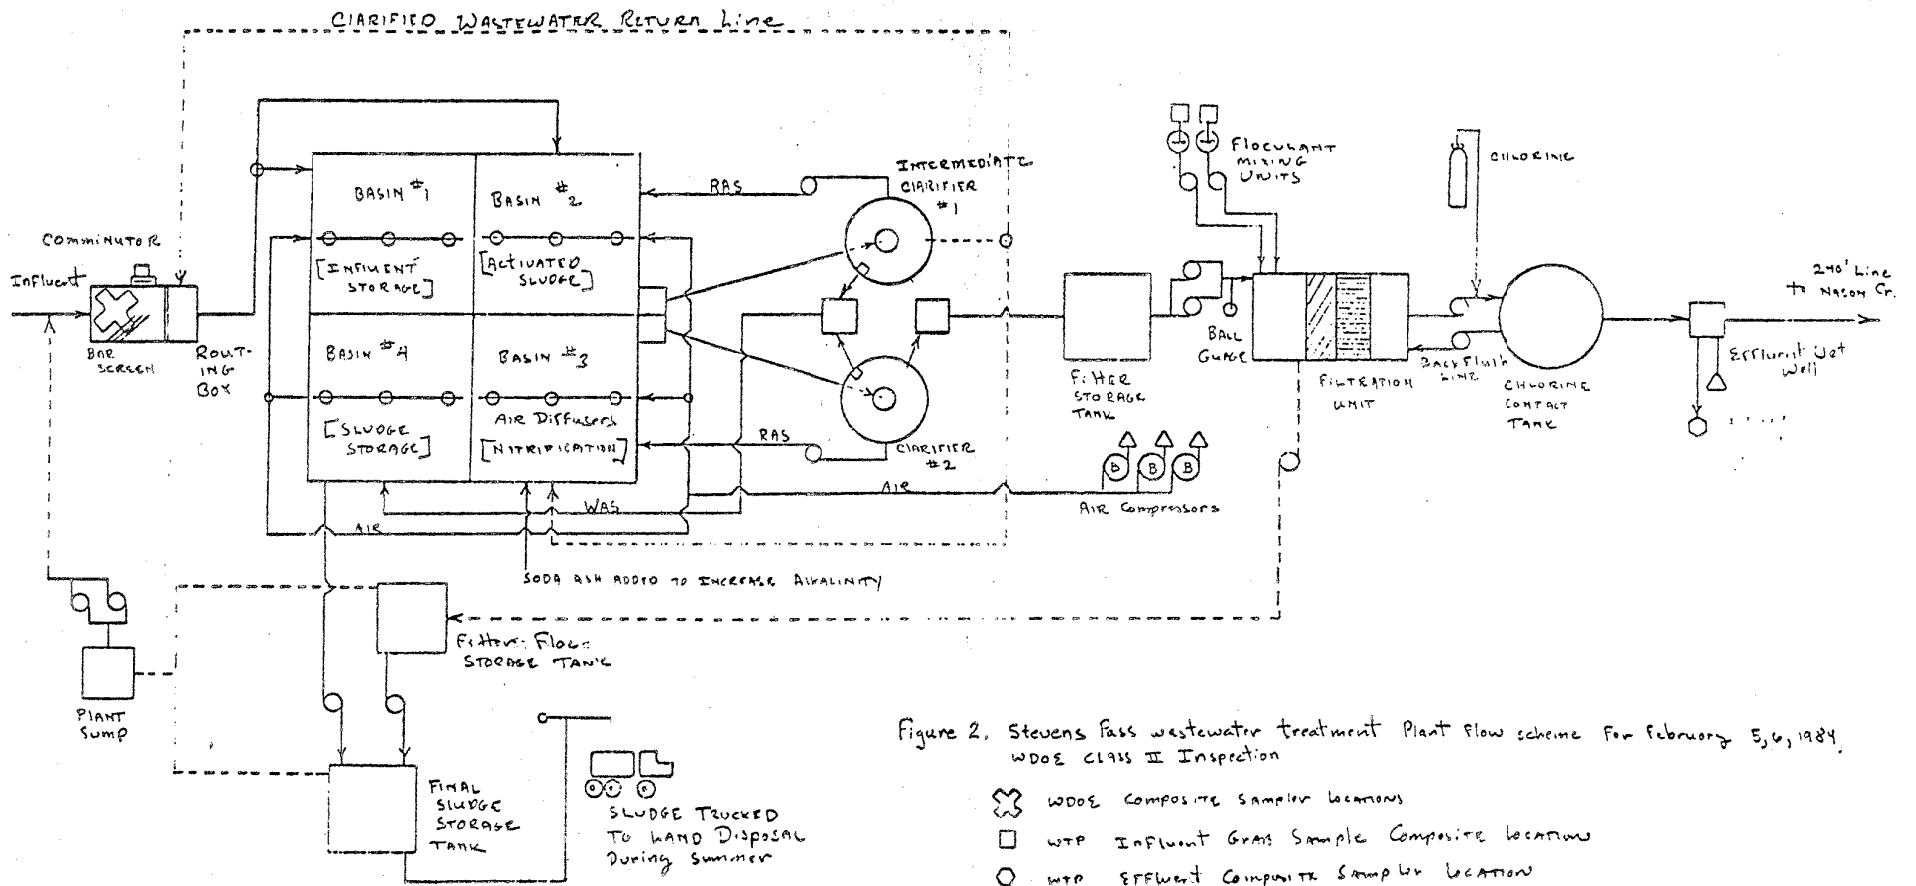 CLARIFIED WASTEWATER RETURN Line
COMMINUTOR
Influent
BAR
SCREEN
ROUT-
ING
BOX
BASIN #1
[INFLUENT
STORAGE]
BASIN #2
[ACTIVATED
SLUDGE]
BASIN #4
[SLUDGE
STORAGE]
BASIN #3
AIR Diffusers
[NITRIFICATION]
RAS
INTERMEDIATE
CLARIFIER
#1
RAS
CLARIFIER
#2
WAS
AIR
AIR
SODA ASH ADDED TO INCREASE ALKALINITY
FLOCULANT
MIXING
UNITS
CHLORINE
BALL
GUAGE
FILTER
STORAGE
TANK
FILTRATION
UNIT
BACKFLUSH
LINE
CHLORINE
CONTACT
TANK
240' Line
to NASON Cr.
Effluent Wet
Well
B
B
B
AIR Compressors
PLANT
Sump
STORAGE TANK
FINAL
SLUDGE
STORAGE
TANK
SLUDGE TRUCKED
TO LAND Disposal
During Summer
Figure 2. Stevens Pass wastewater treatment Plant Flow scheme For February 5,6, 1984.
WDOE CLASS II Inspection
WDOE COMPOSITE SAMPLER LOCATIONS
WTP INFLUENT GRAB SAMPLE COMPOSITE LOCATION
WTP EFFLUENT COMPOSITE SAMPLER LOCATION